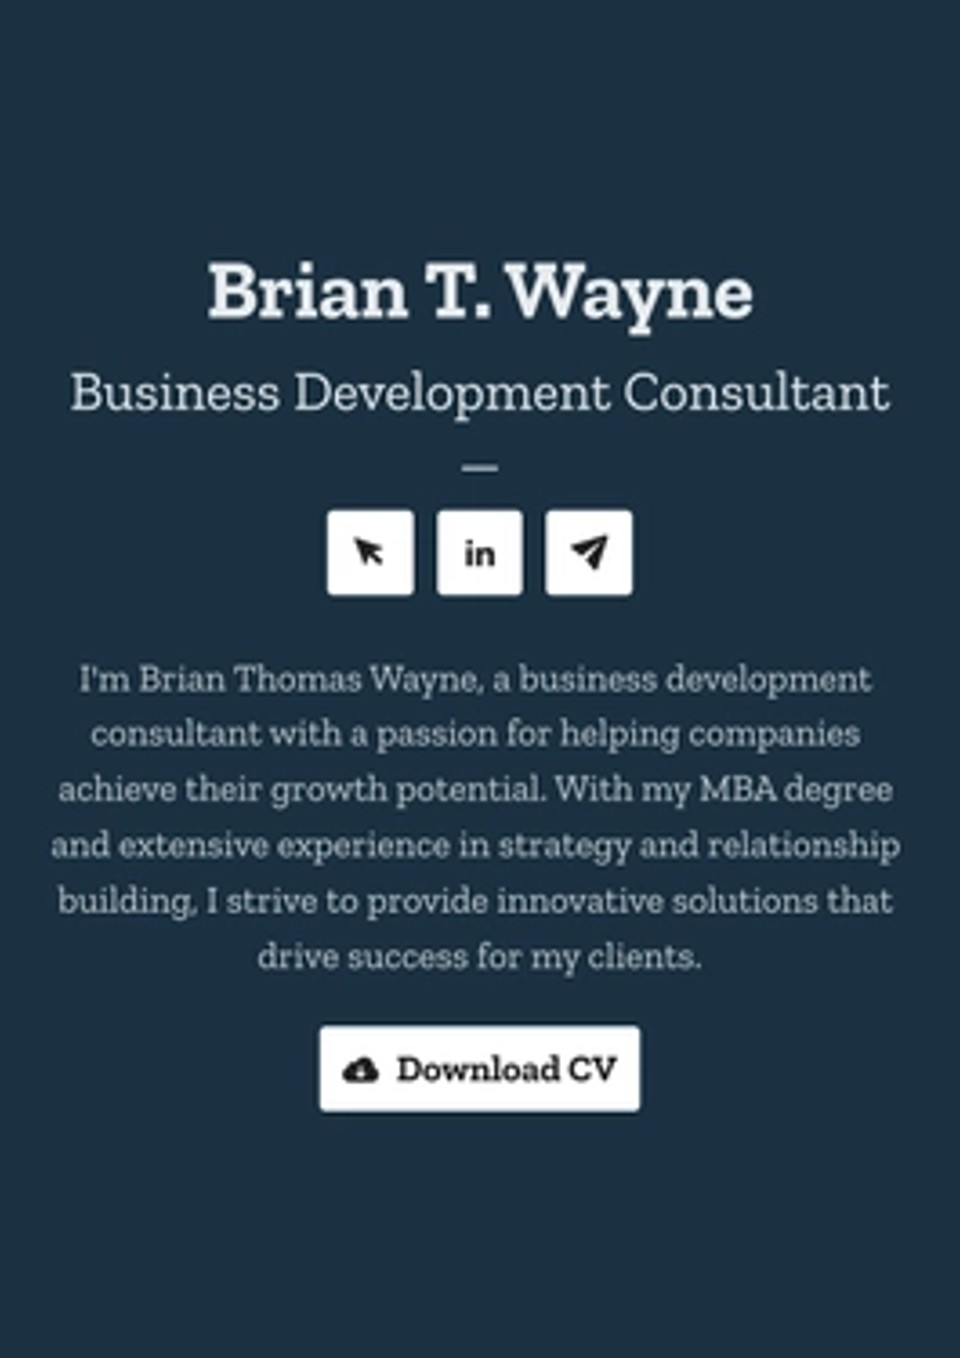 Brian T. Wayne
Business Development Consultant
in
I'm Brian Thomas Wayne, a business development
consultant with a passion for helping companies
achieve their growth potential. With my MBA degree
and extensive experience in strategy and relationship
building, I strive to provide innovative solutions that
drive success for my clients.
Download CV